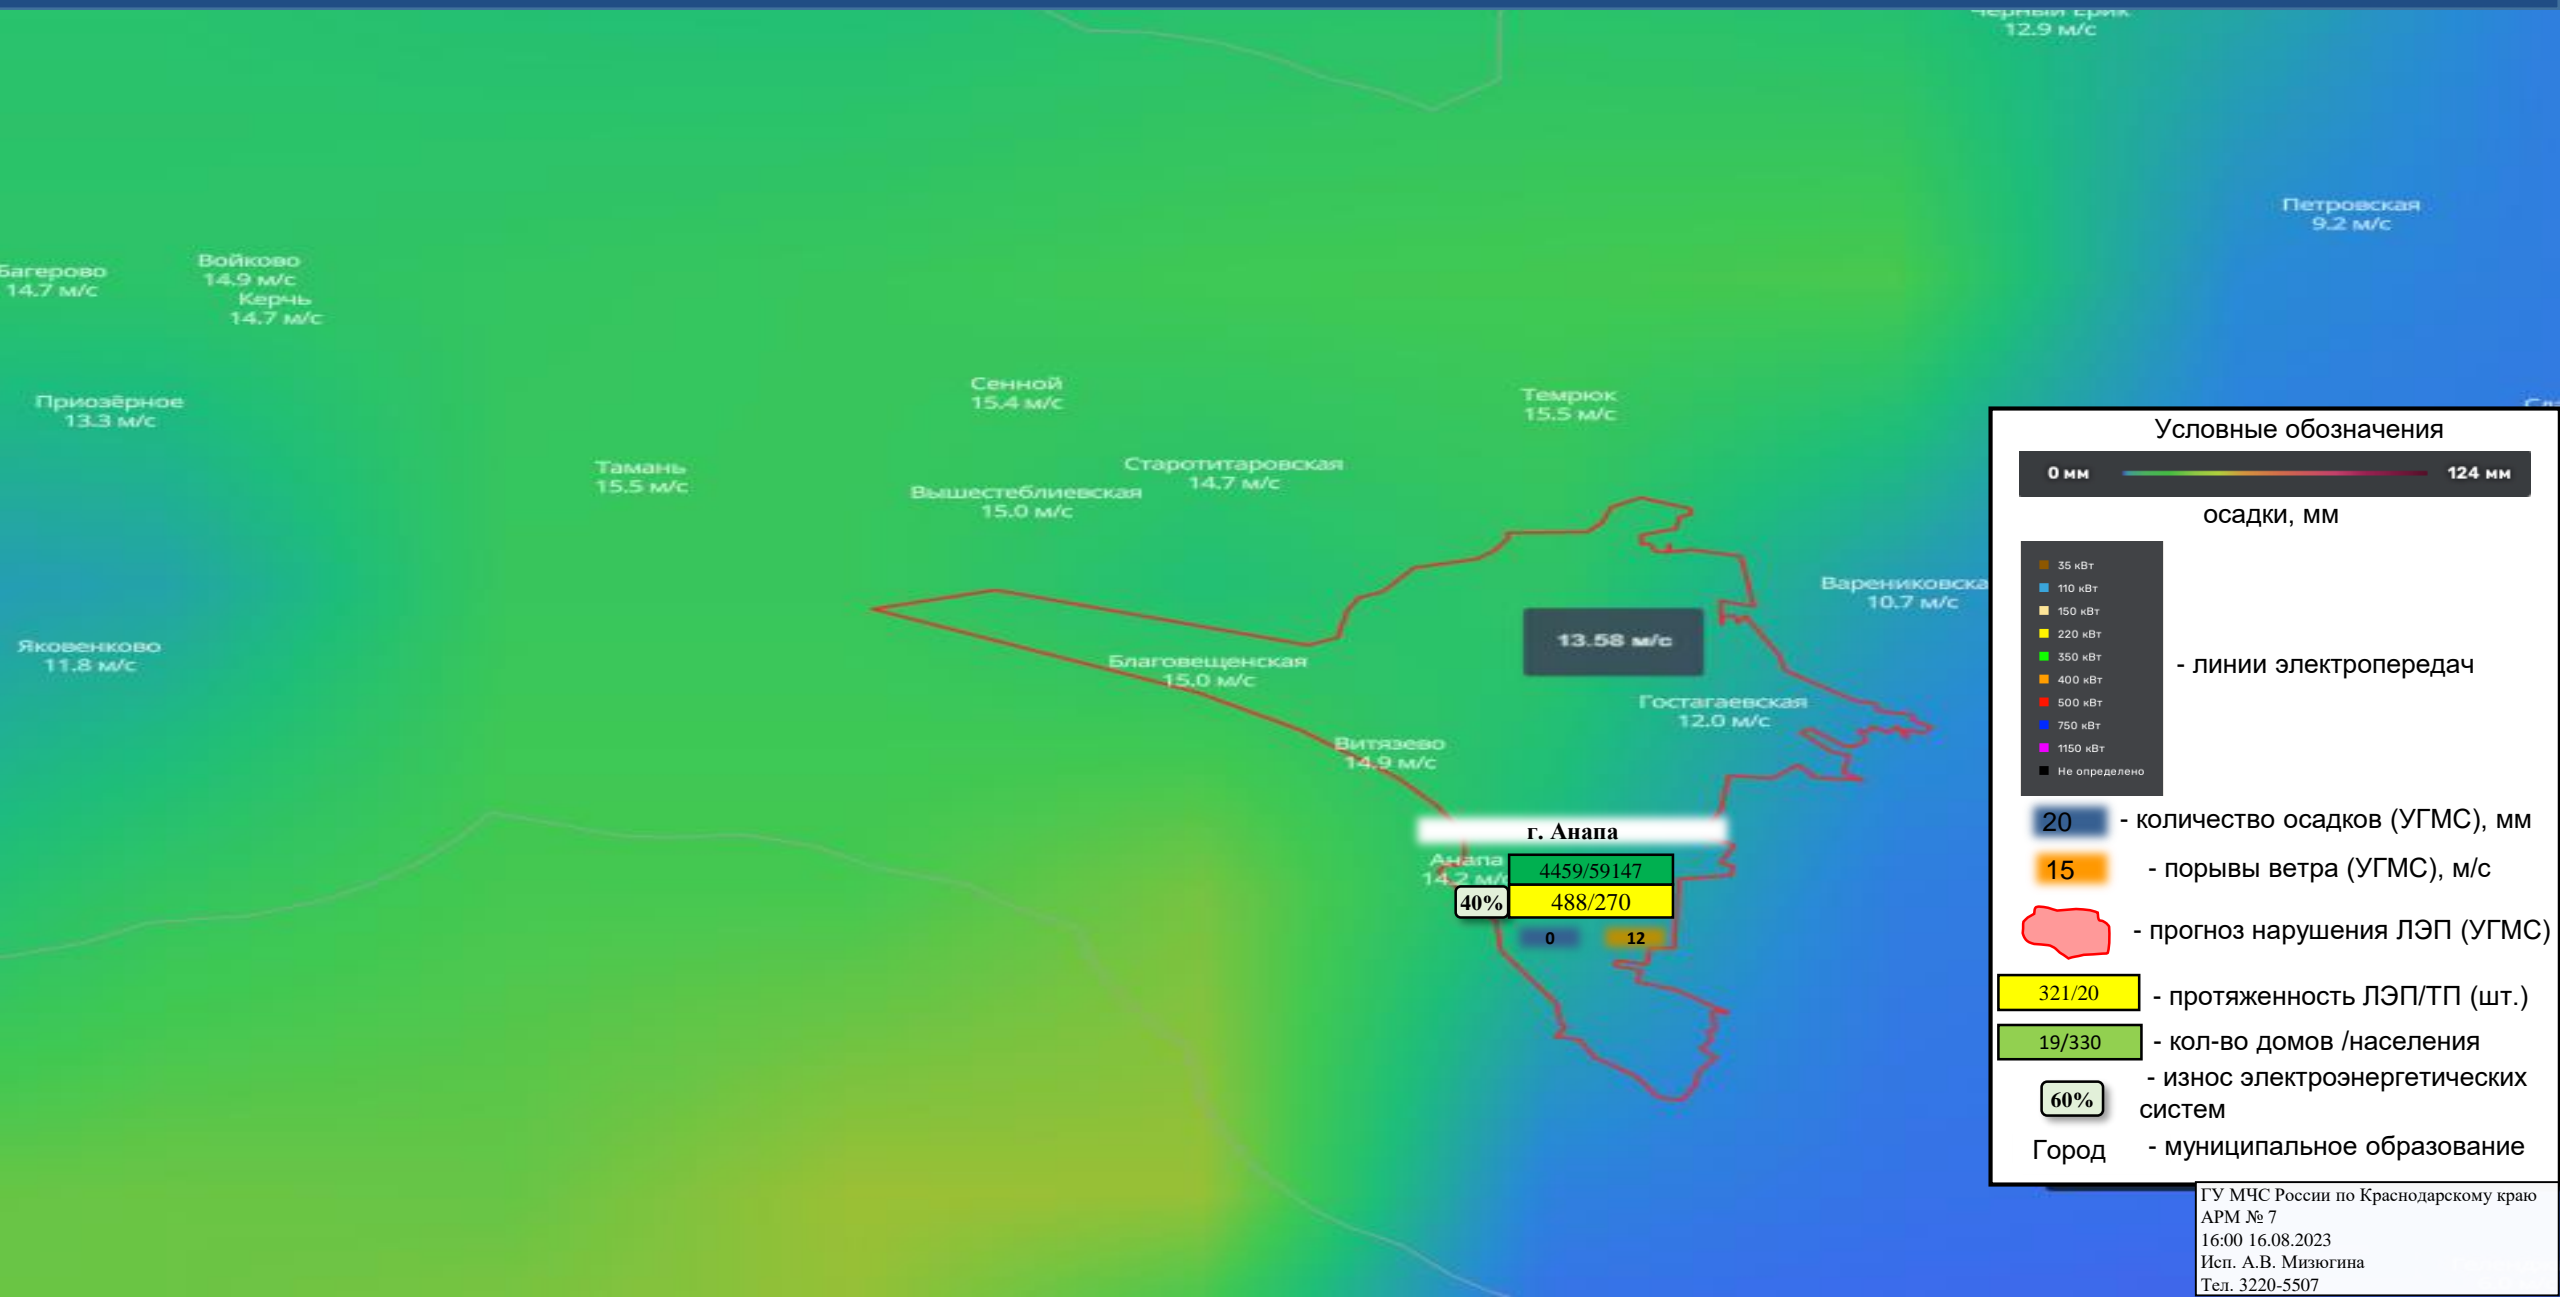 12.9 м/с
Петровская
9.2 м/с
Войково
14.9 м/с
Багерово
14.7 м/с
Керчь
14.7 м/с
Приозёрное
13.3 м/с
Сенной
15.4 м/с
Темрюк
15.5 м/с
Тамань
15.5 м/с
Старотитаровская
14.7 м/с
Вышестеблиевская
15.0 м/с
Варениковска
10.7 м/с
13.58 м/с
Яковенково
11.8 м/с
Благовещенская
15.0 м/с
Гостагаевская
12.0 м/с
Витязево
14.9 м/с
г. Анапа
Анапа
14.2 м/с
4459/59147
40%
488/270
0
12
Условные обозначения
0 мм
124 мм
осадки, мм
35 кВт
110 кВт
150 кВт
220 кВт
350 кВт
400 кВт
500 кВт
750 кВт
1150 кВт
Не определено
- линии электропередач
20 - количество осадков (УГМС), мм
15 - порывы ветра (УГМС), м/с
- прогноз нарушения ЛЭП (УГМС)
321/20 - протяженность ЛЭП/ТП (шт.)
19/330 - кол-во домов /населения
60% - износ электроэнергетических
систем
Город - муниципальное образование
ГУ МЧС России по Краснодарскому краю
АРМ № 7
16:00 16.08.2023
Исп. А.В. Мизюгина
Тел. 3220-5507